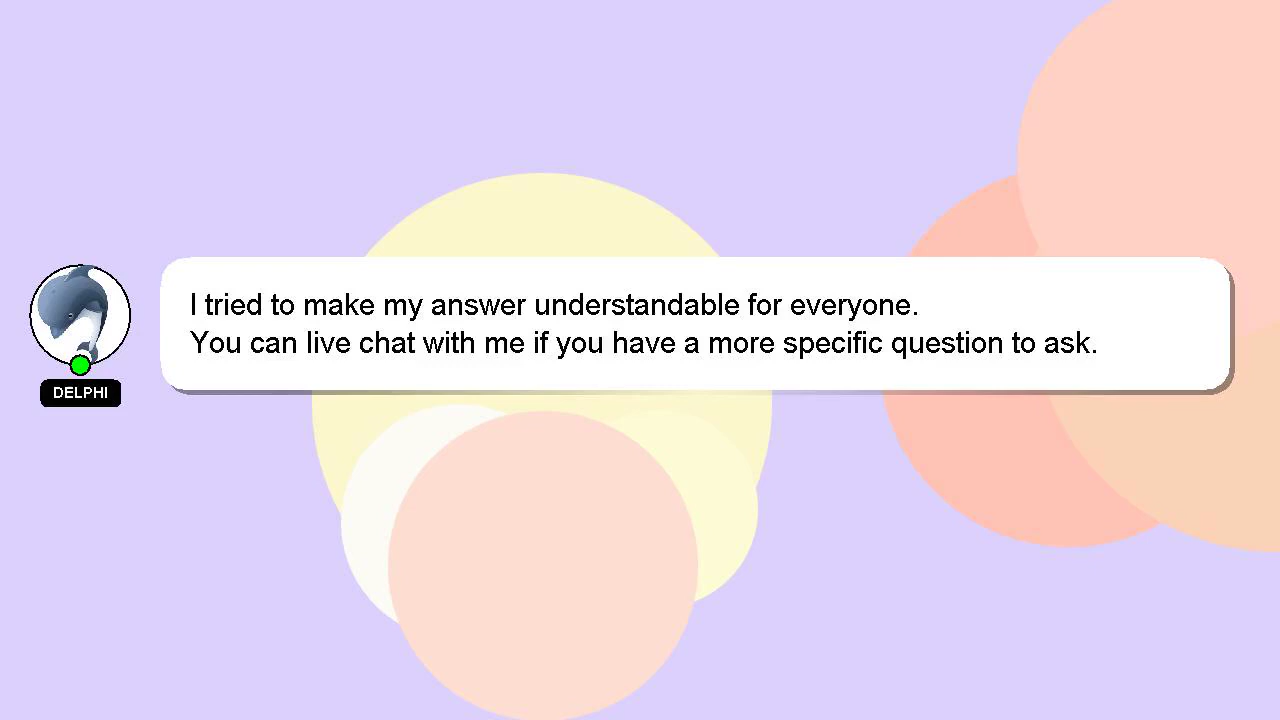 I tried to make my answer understandable for everyone.
You can live chat with me if you have a more specific question to ask.
DELPHI